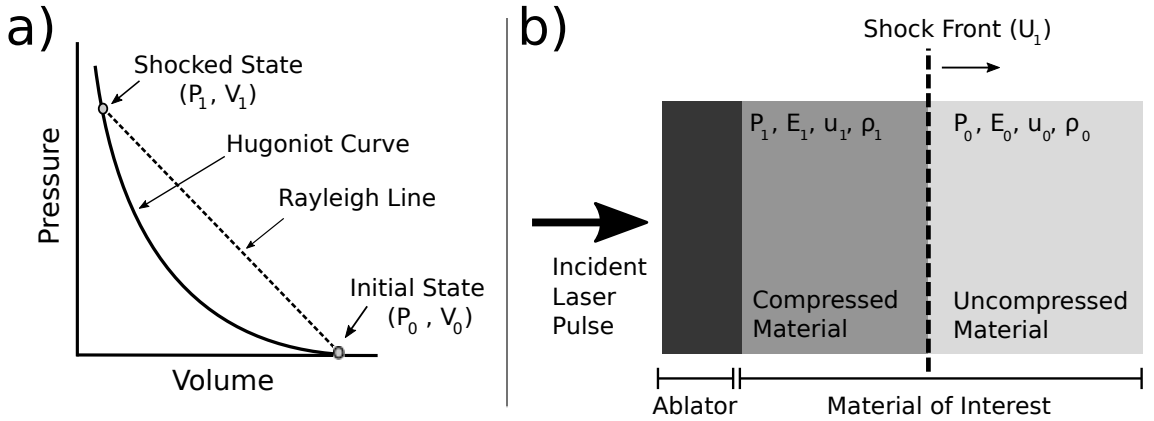 a)
Pressure
Shocked State
(P₁, V₁)
Hugoniot Curve
Rayleigh Line
Initial State
(P₀ , V₀)
Volume
b)
Shock Front (U₁)
P₁, E₁, u₁, ρ₁
P₀, E₀, u₀, ρ₀
Incident
Laser
Pulse
Compressed
Material
Uncompressed
Material
Ablator
Material of Interest